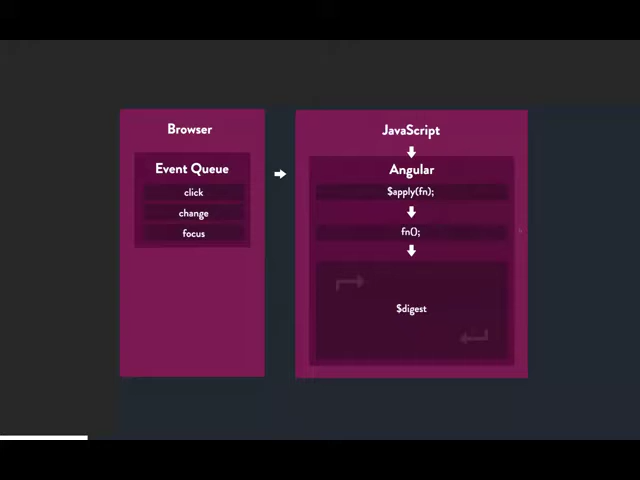 Browser
Event Queue
click
change
focus
JavaScript
Angular
$apply(fn);
fn();
$digest